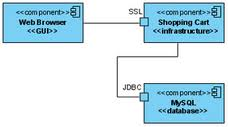 <<component>>
Web Browser
<<GUI>>
SSL
<<component>>
Shopping Cart
<<infrastructure>>
JDBC
<<component>>
MySQL
<<database>>